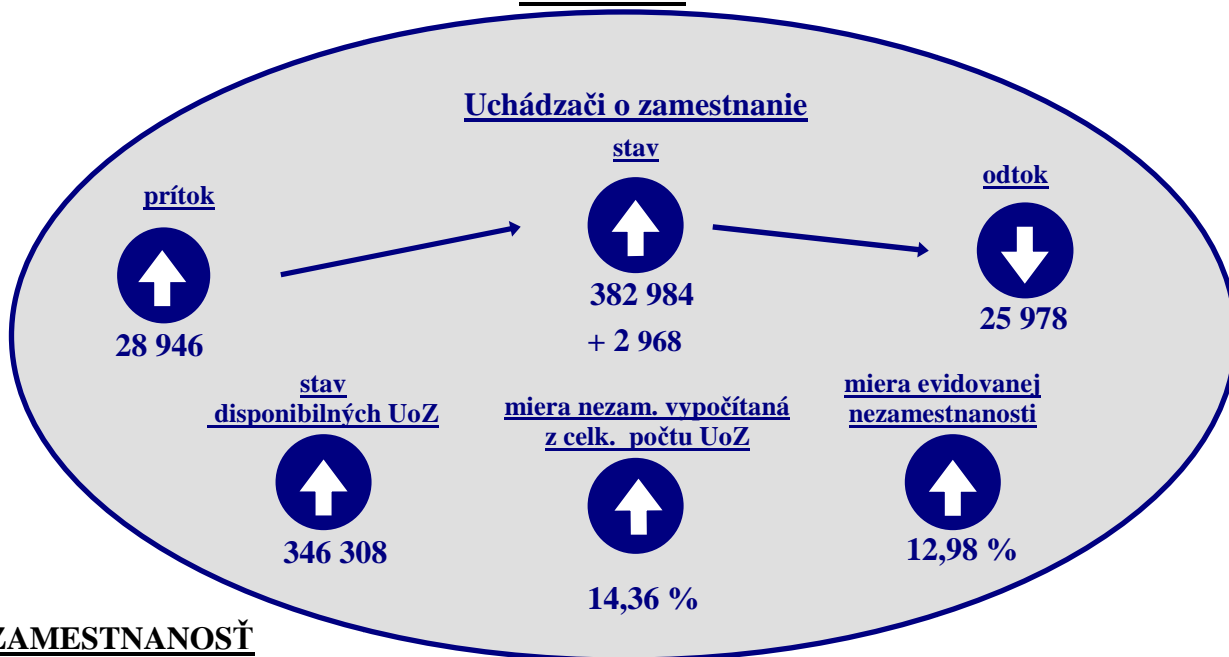 Uchádzači o zamestnanie
stav
prítok
odtok
382 984
+ 2 968
28 946
25 978
stav
disponibilných UoZ
346 308
miera nezam. vypočítaná
z celk. počtu UoZ
14,36 %
miera evidovanej
nezamestnanosti
12,98 %
ZAMESTNANOSŤ